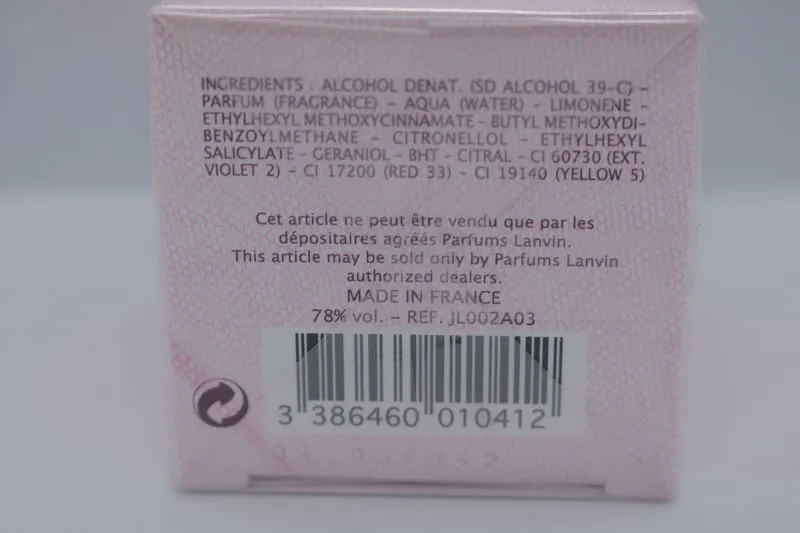 INGREDIENTS : ALCOHOL DENAT. (SD ALCOHOL 39-C) –
PARFUM (FRAGRANCE) – AQUA (WATER) – LIMONENE –
ETHYLHEXYL METHOXYCINNAMATE – BUTYL METHOXYDI–
BENZOYLMETHANE – CITRONELLOL – ETHYLHEXYL
SALICYLATE – GERANIOL – BHT – CITRAL – CI 60730 (EXT.
VIOLET 2) – CI 17200 (RED 33) – CI 19140 (YELLOW 5)
Cet article ne peut être vendu que par les
dépositaires agréés Parfums Lanvin.
This article may be sold only by Parfums Lanvin
authorized dealers.
MADE IN FRANCE
78% vol. – REF. JL002A03
3 386460 010412